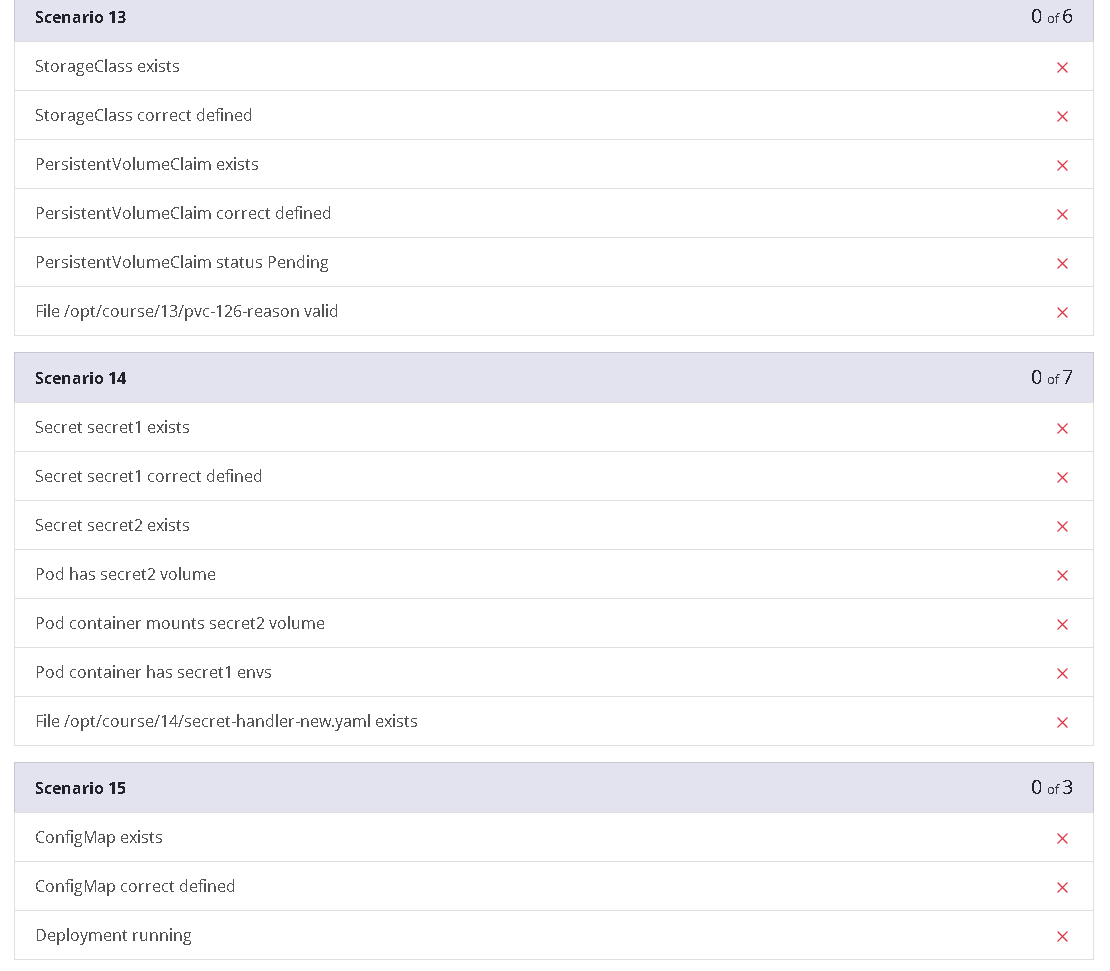 Scenario 13 0 of 6
StorageClass exists
StorageClass correct defined
PersistentVolumeClaim exists
PersistentVolumeClaim correct defined
PersistentVolumeClaim status Pending
File /opt/course/13/pvc-126-reason valid
Scenario 14 0 of 7
Secret secret1 exists
Secret secret1 correct defined
Secret secret2 exists
Pod has secret2 volume
Pod container mounts secret2 volume
Pod container has secret1 envs
File /opt/course/14/secret-handler-new.yaml exists
Scenario 15 0 of 3
ConfigMap exists
ConfigMap correct defined
Deployment running